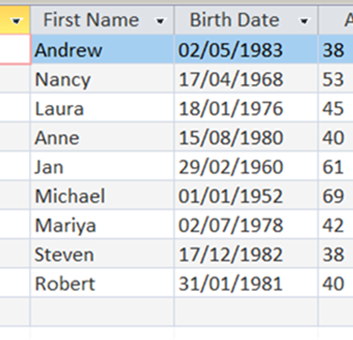 First Name Birth Date A
Andrew 02/05/1983 38
Nancy 17/04/1968 53
Laura 18/01/1976 45
Anne 15/08/1980 40
Jan 29/02/1960 61
Michael 01/01/1952 69
Mariya 02/07/1978 42
Steven 17/12/1982 38
Robert 31/01/1981 40